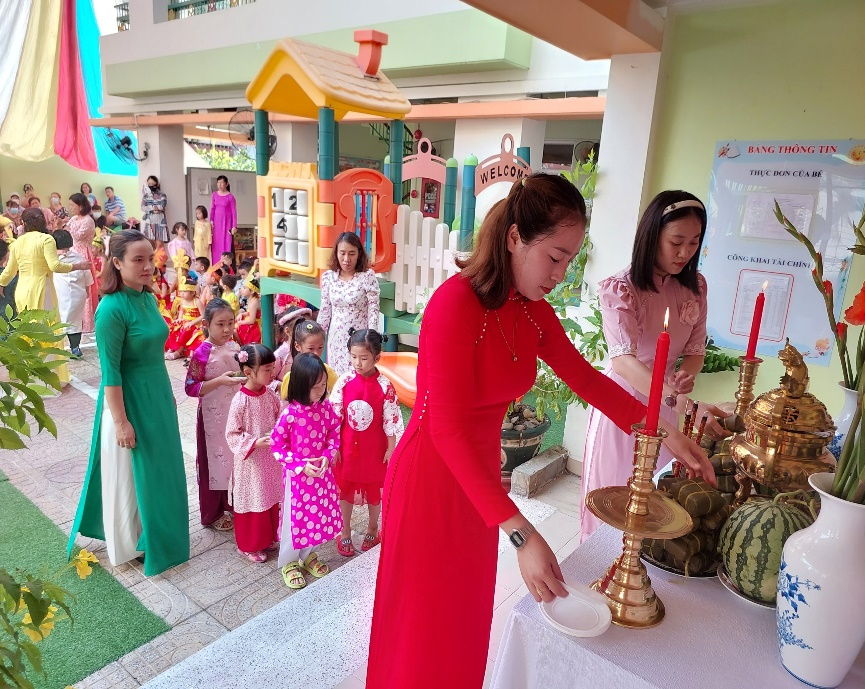 WELCOME
1
2
4
7
BẢNG THÔNG TIN
THỰC ĐƠN CỦA BÉ
CÔNG KHAI TÀI CHÍNH